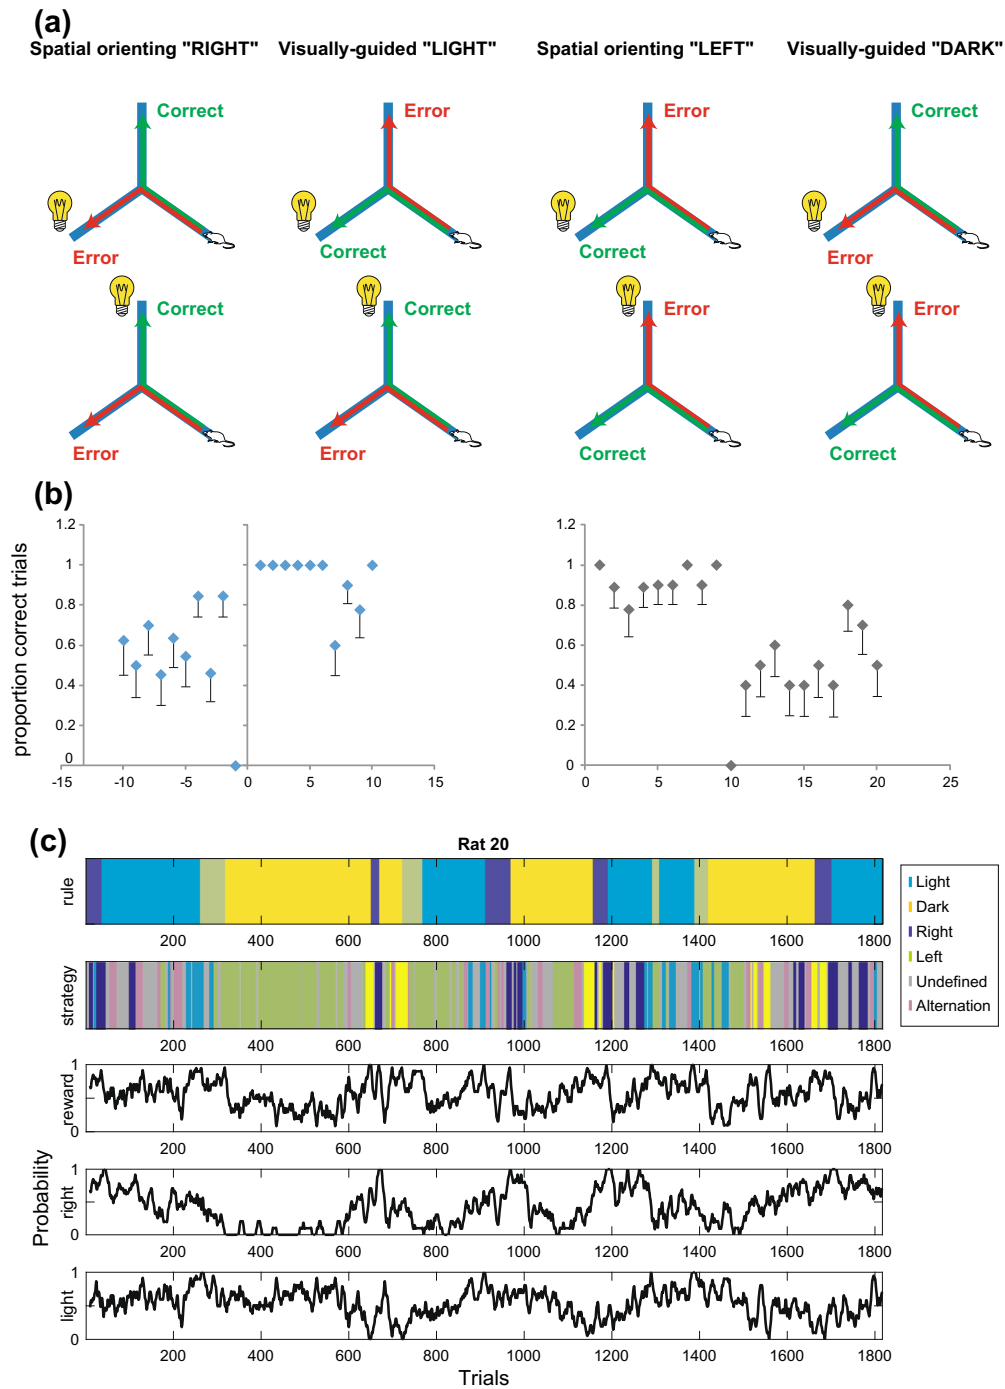 (a)
Spatial orienting "RIGHT" Visually-guided "LIGHT" Spatial orienting "LEFT" Visually-guided "DARK"
Correct Error Error Correct
Error Correct Correct Error
Correct Correct Error Error
Error Error Correct Correct
(b)
proportion correct trials
1.2
1
0.8
0.6
0.4
0.2
0
-15 -10 -5 0 5 10 15
1.2
1
0.8
0.6
0.4
0.2
0
0 5 10 15 20 25
(c)
Rat 20
rule
200 400 600 800 1000 1200 1400 1600 1800
Light
Dark
Right
Left
Undefined
Alternation
strategy
200 400 600 800 1000 1200 1400 1600 1800
Probability
reward
1
0
200 400 600 800 1000 1200 1400 1600 1800
right
1
0
200 400 600 800 1000 1200 1400 1600 1800
light
1
0
200 400 600 800 1000 1200 1400 1600 1800
Trials